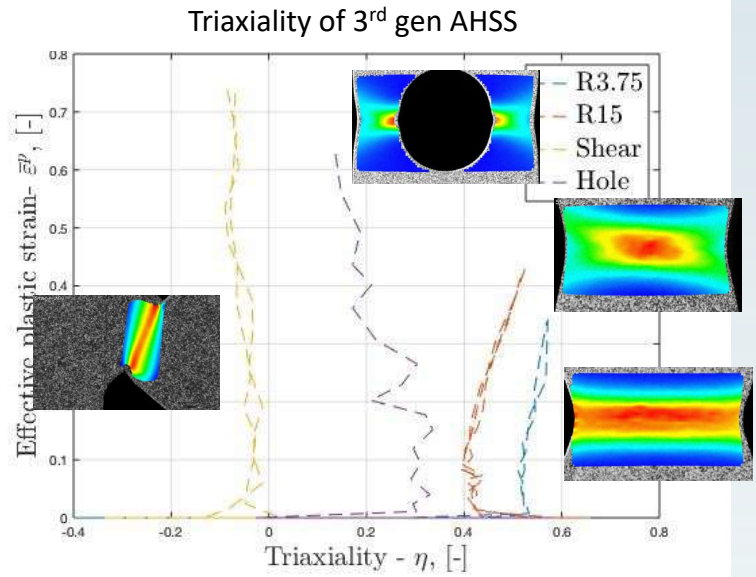 Triaxiality of 3rd gen AHSS
0.8
0.7
0.6
0.5
0.4
0.1
0
Effective plastic strain- ε̄ᵖ, [-]
R3.75
R15
Shear
Hole
-0.4
-0.2
0
0.2
0.4
0.6
0.8
Triaxiality - η, [-]